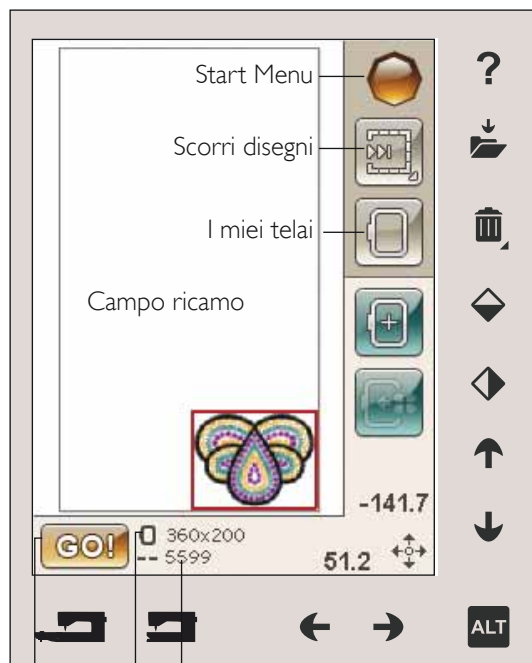 Start Menu
?
Scorri disegni
I miei telai
Campo ricamo
-141.7
GO!
360x200
-- 5599
51.2
ALT